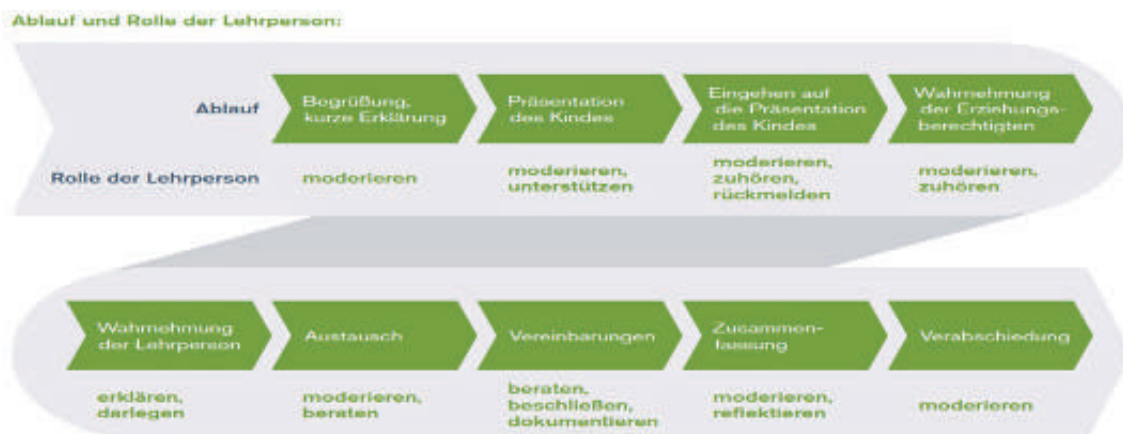 Ablauf und Rolle der Lehrperson:
Ablauf
Begrüßung,
kurze Erklärung
Präsentation
des Kindes
Eingehen auf
die Präsentation
des Kindes
Wahrnehmung
der Erziehungs-
berechtigten
Rolle der Lehrperson
moderieren
moderieren,
unterstützen
moderieren,
zuhören,
rückmelden
moderieren,
zuhören
Wahrnehmung
der Lehrperson
Austausch
Vereinbarungen
Zusammen-
fassung
Verabschiedung
erklären,
darlegen
moderieren,
beraten
beraten,
beschließen,
dokumentieren
moderieren,
reflektieren
moderieren